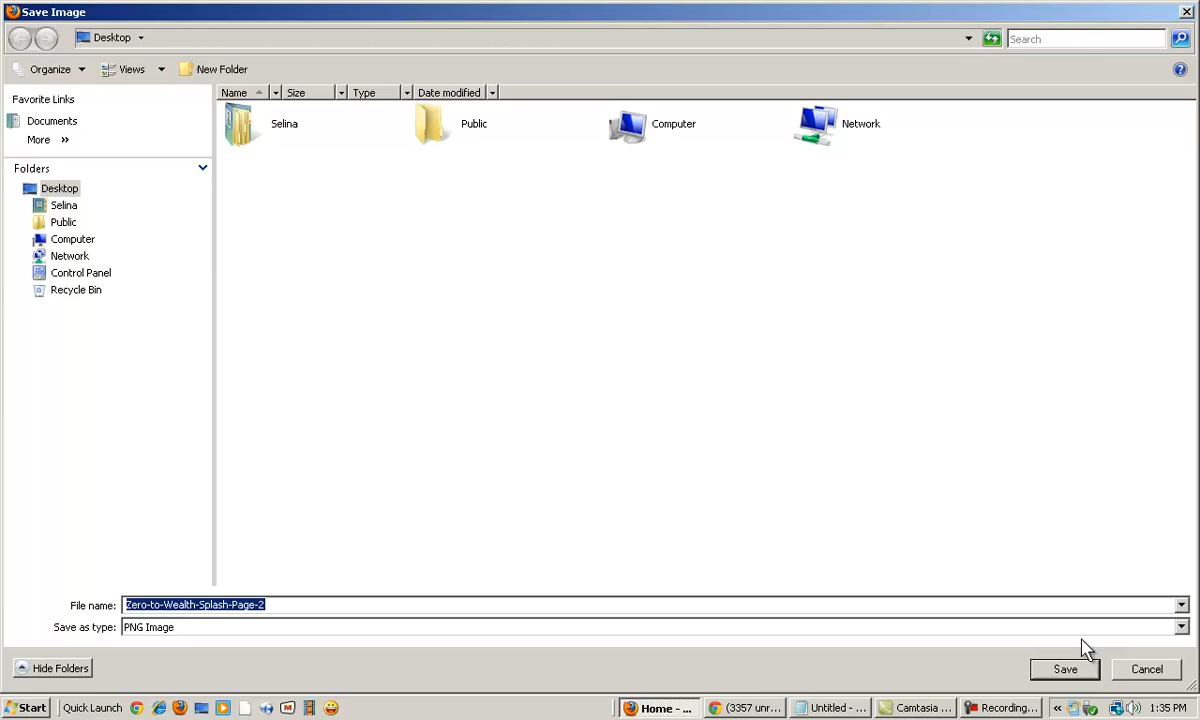 Save Image
Desktop
Search
Organize Views New Folder
Favorite Links
Documents
More »
Folders
Desktop
Selina
Public
Computer
Network
Control Panel
Recycle Bin
Name Size Type Date modified
Selina Public Computer Network
File name: Zero-to-Wealth-Splash-Page-2
Save as type: PNG Image
Hide Folders Save Cancel
Start Quick Launch Home - ... (3357 unr... Untitled - ... Camtasia ... Recording... « 1:35 PM